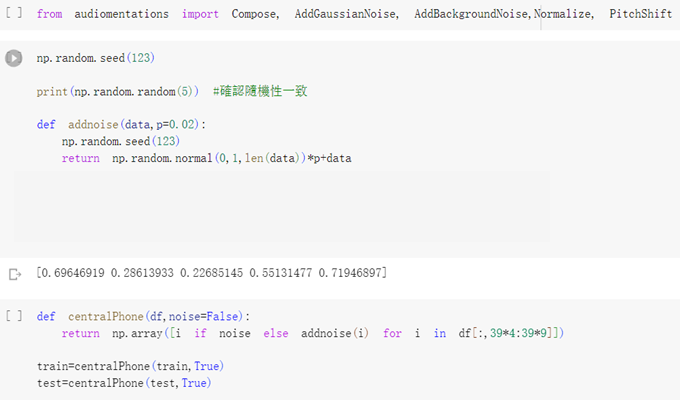 [ ] from audiomentations import Compose, AddGaussianNoise, AddBackgroundNoise,Normalize, PitchShift
np.random.seed(123)
print(np.random.random(5)) #確認隨機性一致
def addnoise(data,p=0.02):
np.random.seed(123)
return np.random.normal(0,1,len(data))*p+data
[0.69646919 0.28613933 0.22685145 0.55131477 0.71946897]
[ ] def centralPhone(df,noise=False):
return np.array([i if noise else addnoise(i) for i in df[:,39*4:39*9]])
train=centralPhone(train,True)
test=centralPhone(test,True)